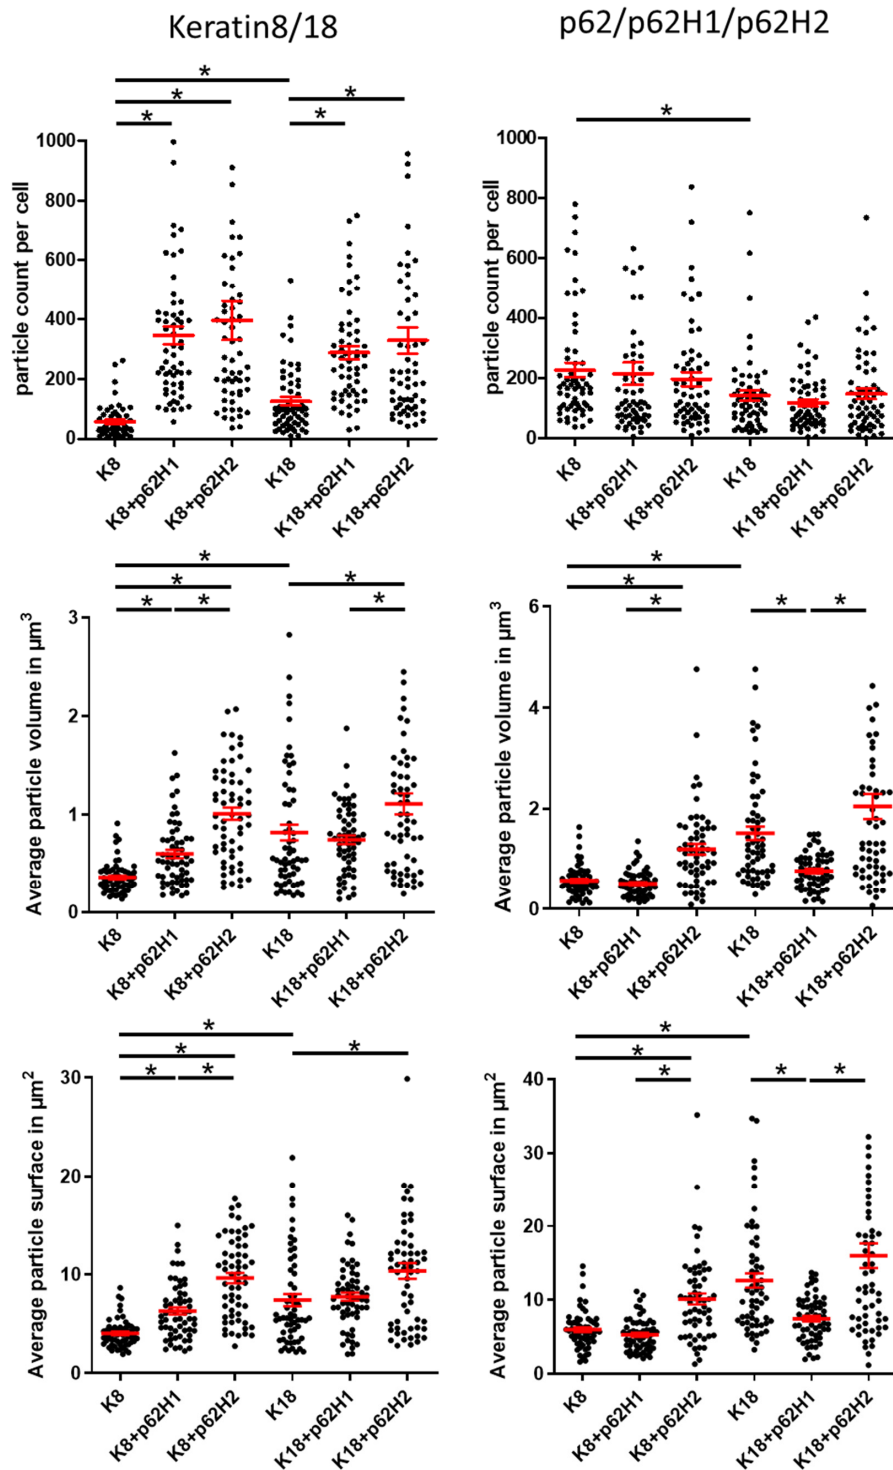 Keratin8/18
p62/p62H1/p62H2
* * * * *
particle count per cell
1000
800
600
400
200
0
K8
K8+p62H1
K8+p62H2
K18
K18+p62H1
K18+p62H2
*
particle count per cell
1000
800
600
400
200
0
K8
K8+p62H1
K8+p62H2
K18
K18+p62H1
K18+p62H2
* * * * * *
Average particle volume in µm³
3
2
1
0
K8
K8+p62H1
K8+p62H2
K18
K18+p62H1
K18+p62H2
* * * * *
Average particle volume in µm³
6
4
2
0
K8
K8+p62H1
K8+p62H2
K18
K18+p62H1
K18+p62H2
* * * * *
Average particle surface in µm²
30
20
10
0
K8
K8+p62H1
K8+p62H2
K18
K18+p62H1
K18+p62H2
* * * * *
Average particle surface in µm²
40
30
20
10
0
K8
K8+p62H1
K8+p62H2
K18
K18+p62H1
K18+p62H2